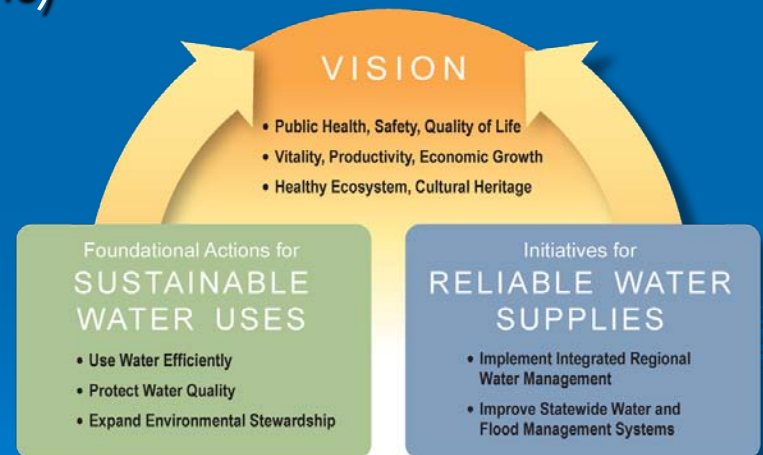 VISION
• Public Health, Safety, Quality of Life
• Vitality, Productivity, Economic Growth
• Healthy Ecosystem, Cultural Heritage
Foundational Actions for
SUSTAINABLE
WATER USES
• Use Water Efficiently
• Protect Water Quality
• Expand Environmental Stewardship
Initiatives for
RELIABLE WATER
SUPPLIES
• Implement Integrated Regional
Water Management
• Improve Statewide Water and
Flood Management Systems